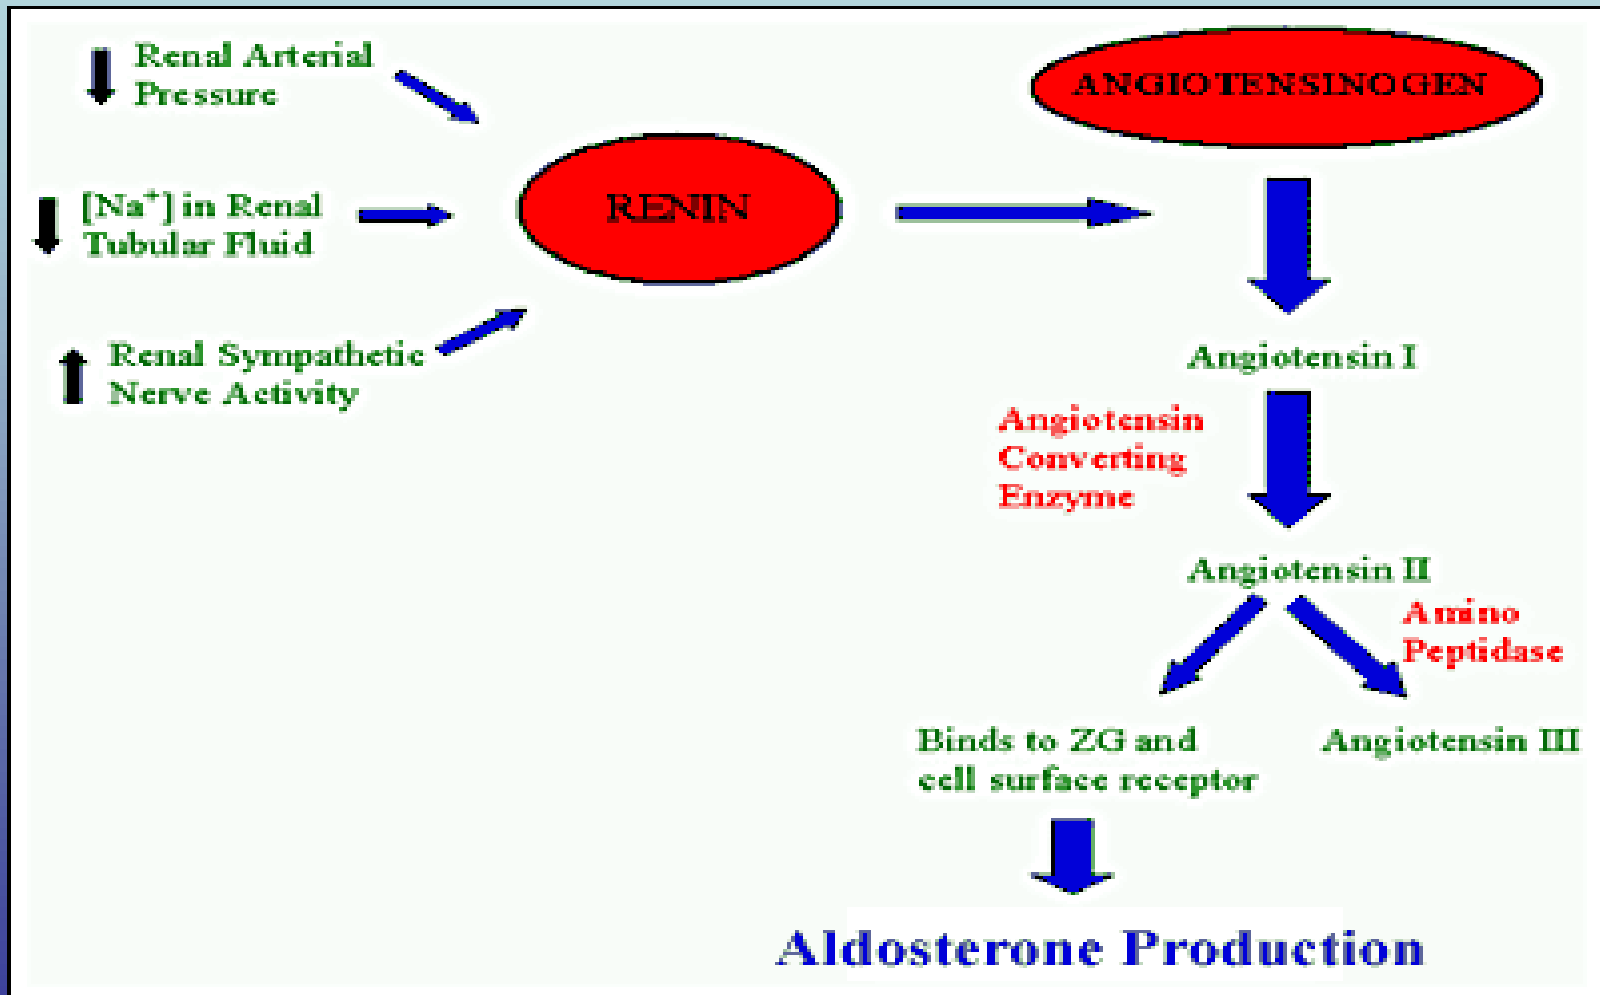 Renal Arterial
Pressure
[Na⁺] in Renal
Tubular Fluid
Renal Sympathetic
Nerve Activity
RENIN
ANGIOTENSINOGEN
Angiotensin I
Angiotensin
Converting
Enzyme
Angiotensin II
Amino
Peptidase
Binds to ZG and
cell surface receptor
Angiotensin III
Aldosterone Production